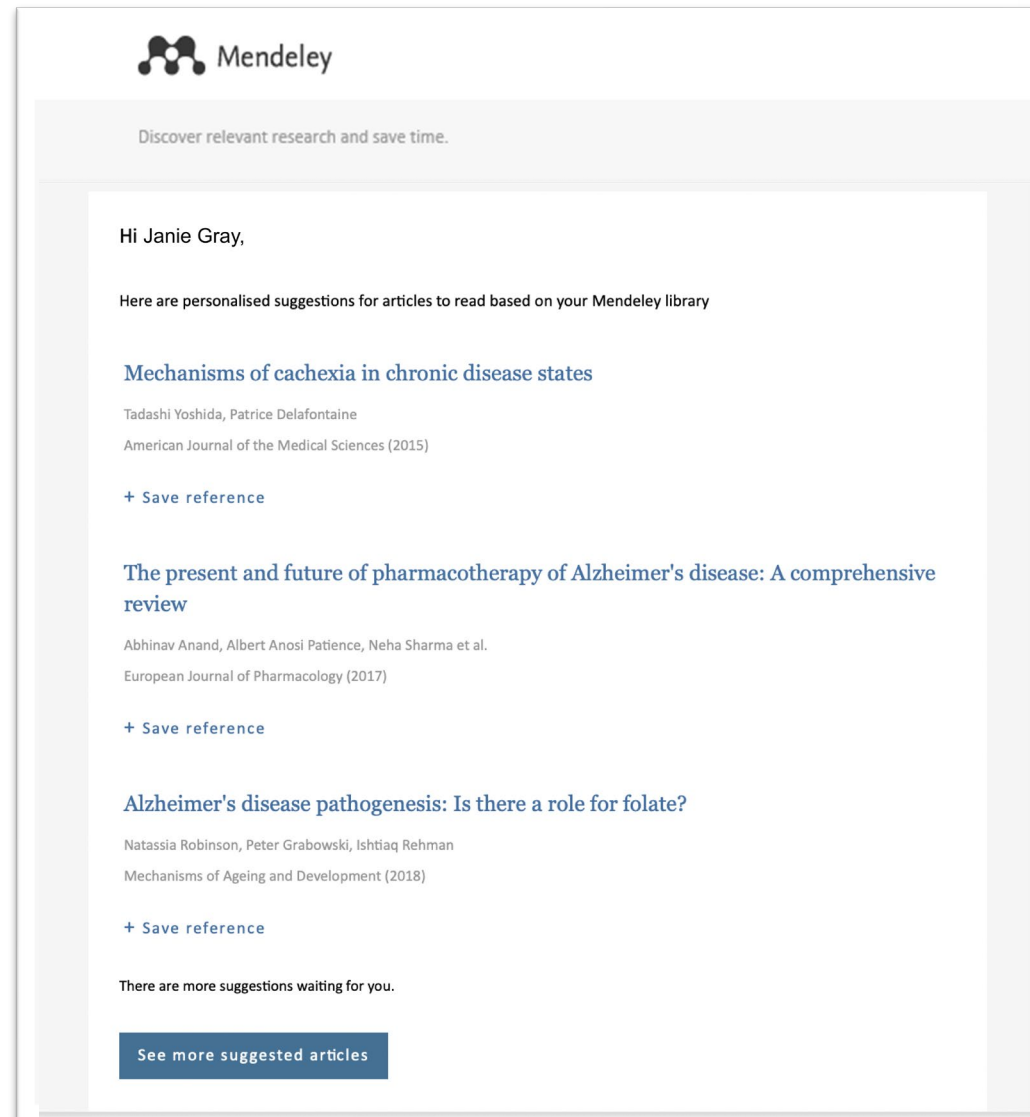 Mendeley
Discover relevant research and save time.
Hi Janie Gray,
Here are personalised suggestions for articles to read based on your Mendeley library
Mechanisms of cachexia in chronic disease states
Tadashi Yoshida, Patrice Delafontaine
American Journal of the Medical Sciences (2015)
+ Save reference
The present and future of pharmacotherapy of Alzheimer's disease: A comprehensive
review
Abhinav Anand, Albert Anosi Patience, Neha Sharma et al.
European Journal of Pharmacology (2017)
+ Save reference
Alzheimer's disease pathogenesis: Is there a role for folate?
Natassia Robinson, Peter Grabowski, Ishtiaq Rehman
Mechanisms of Ageing and Development (2018)
+ Save reference
There are more suggestions waiting for you.
See more suggested articles